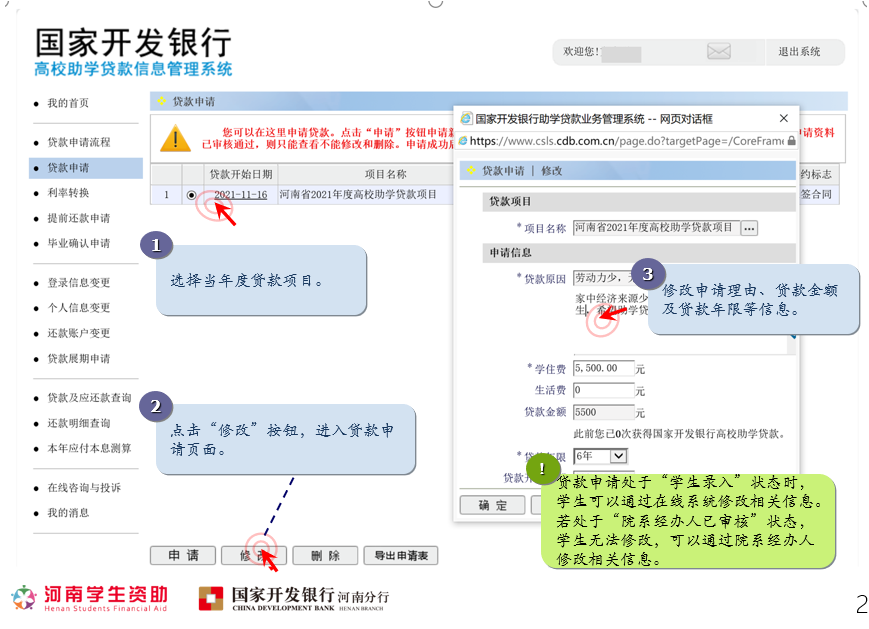 国家开发银行
高校助学贷款信息管理系统
欢迎您!
退出系统
我的首页
贷款申请流程
贷款申请
利率转换
提前还款申请
毕业确认申请
登录信息变更
个人信息变更
还款账户变更
贷款展期申请
贷款及应还款查询
还款明细查询
本年应付本息测算
在线咨询与投诉
我的消息
贷款申请
您可以在这里申请贷款。点击“申请”按钮申请
申请资料
已审核通过，则只能查看不能修改和删除。申请成功
贷款开始日期
项目名称
约标志
1
2021-11-16
河南省2021年度高校助学贷款项目
签合同
1
选择当年度贷款项目。
2
点击“修改”按钮，进入贷款申
请页面。
申 请
修
删 除
导出申请表
国家开发银行助学贷款业务管理系统 -- 网页对话框
https://www.csls.cdb.com.cn/page.do?targetPage=/CoreFrame
贷款申请 | 修改
贷款项目
*项目名称
河南省2021年度高校助学贷款项目
...
申请信息
*贷款原因
劳动力少，
家中经济来源少
生，希望助学贷
3
修改申请理由、贷款金额
及贷款年限等信息。
*学住费
5,500.00
元
生活费
0
元
贷款金额
5500
元
此前您已0次获得国家开发银行高校助学贷款。
限
6年
贷款
确 定
!
贷款申请处于“学生录入”状态时，
学生可以通过在线系统修改相关信息。
若处于“院系经办人已审核”状态，
学生无法修改，可以通过院系经办人
修改相关信息。
河南学生资助
Henan Students Financial Aid
国家开发银行
河南分行
CHINA DEVELOPMENT BANK
HENAN BRANCH
2